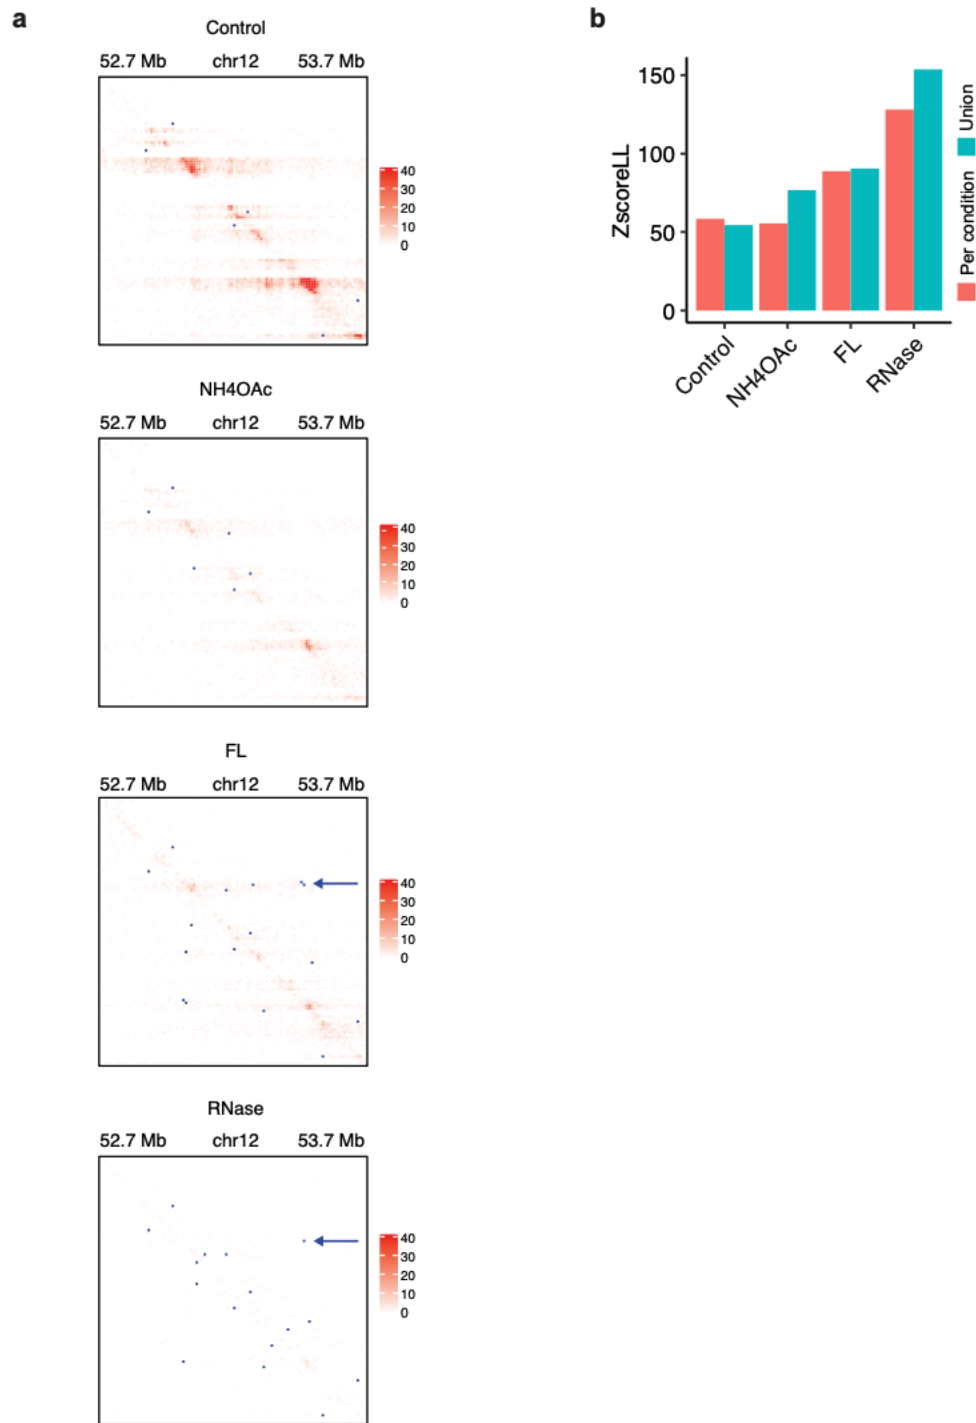 a
Control
52.7 Mb chr12 53.7 Mb
40
30
20
10
0
NH4OAc
52.7 Mb chr12 53.7 Mb
40
30
20
10
0
FL
52.7 Mb chr12 53.7 Mb
40
30
20
10
0
RNase
52.7 Mb chr12 53.7 Mb
40
30
20
10
0
b
ZscoreLL
150
100
50
0
Control
NH4OAc
FL
RNase
Per condition
Union